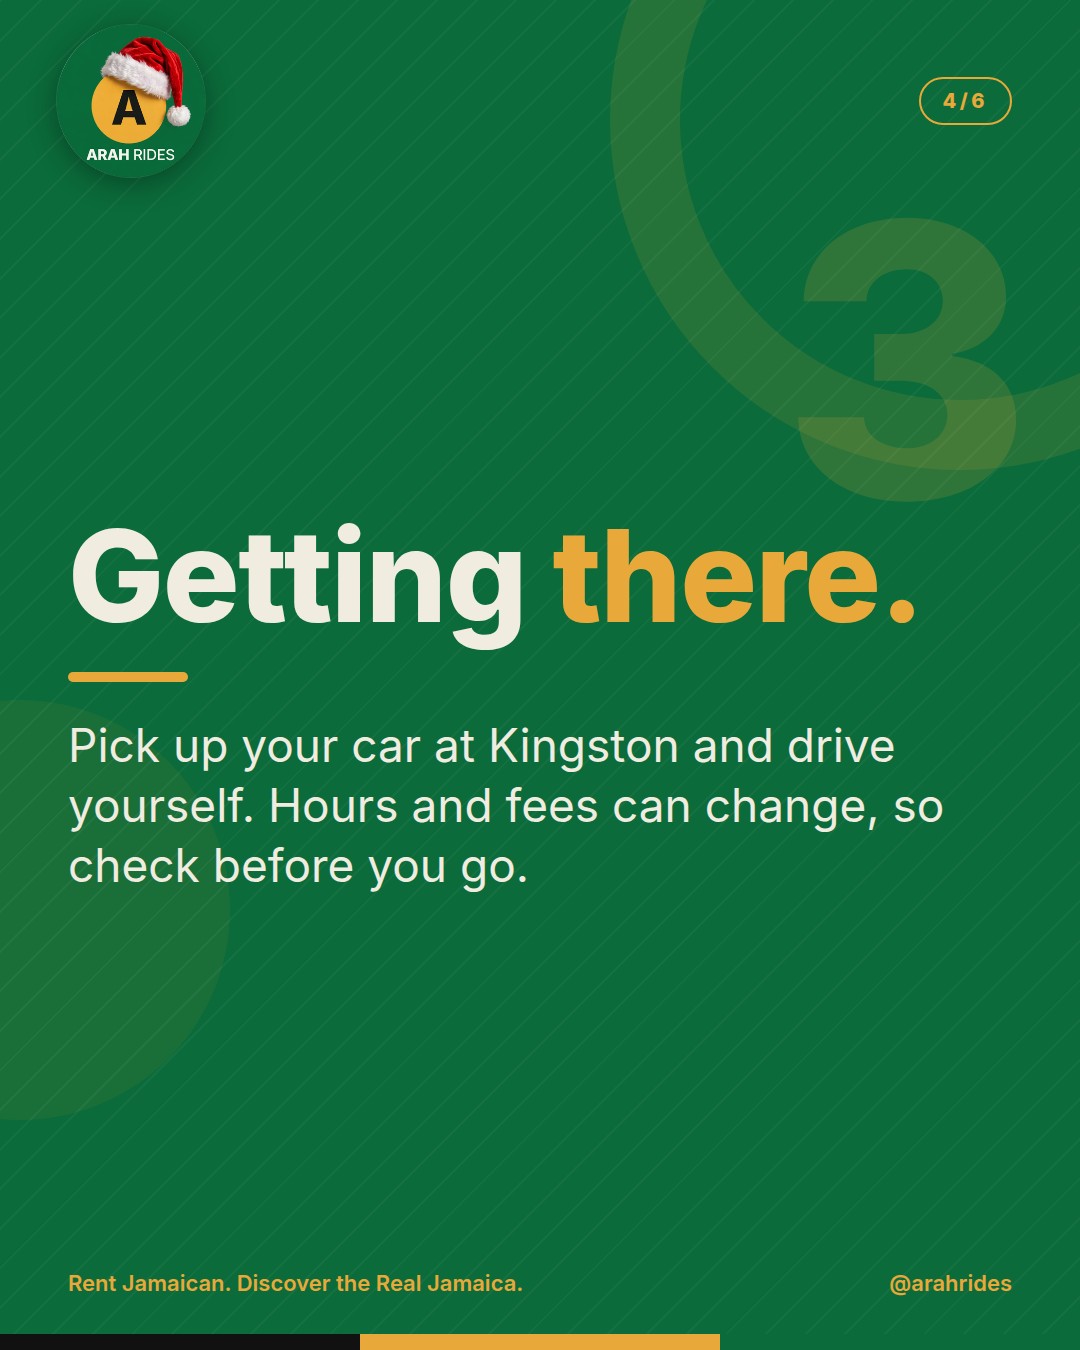 A
ARAH RIDES
4/6
3
Getting there.
Pick up your car at Kingston and drive
yourself. Hours and fees can change, so
check before you go.
Rent Jamaican. Discover the Real Jamaica.
@arahrides